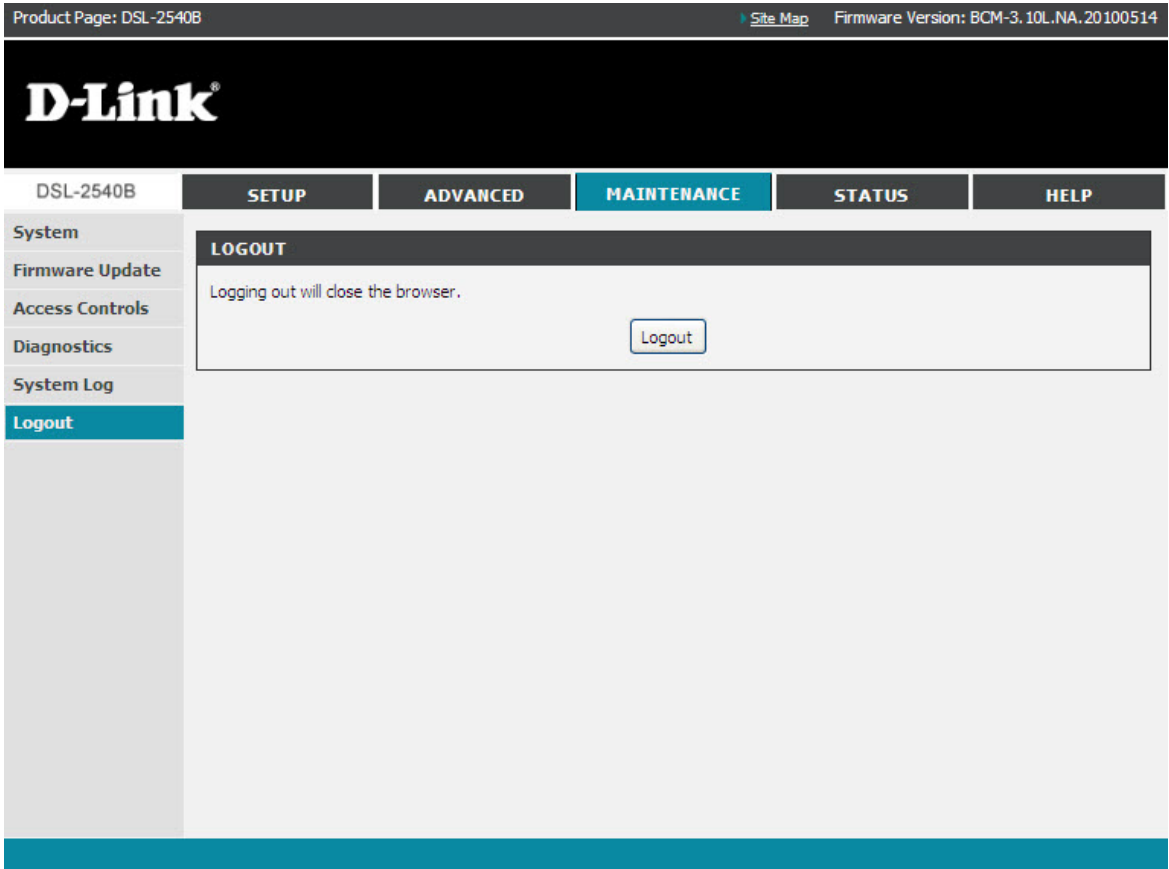 Product Page: DSL-2540B Site Map Firmware Version: BCM-3.10L.NA.20100514
D-Link®
DSL-2540B SETUP ADVANCED MAINTENANCE STATUS HELP
System
Firmware Update
Access Controls
Diagnostics
System Log
Logout
LOGOUT
Logging out will close the browser.
Logout